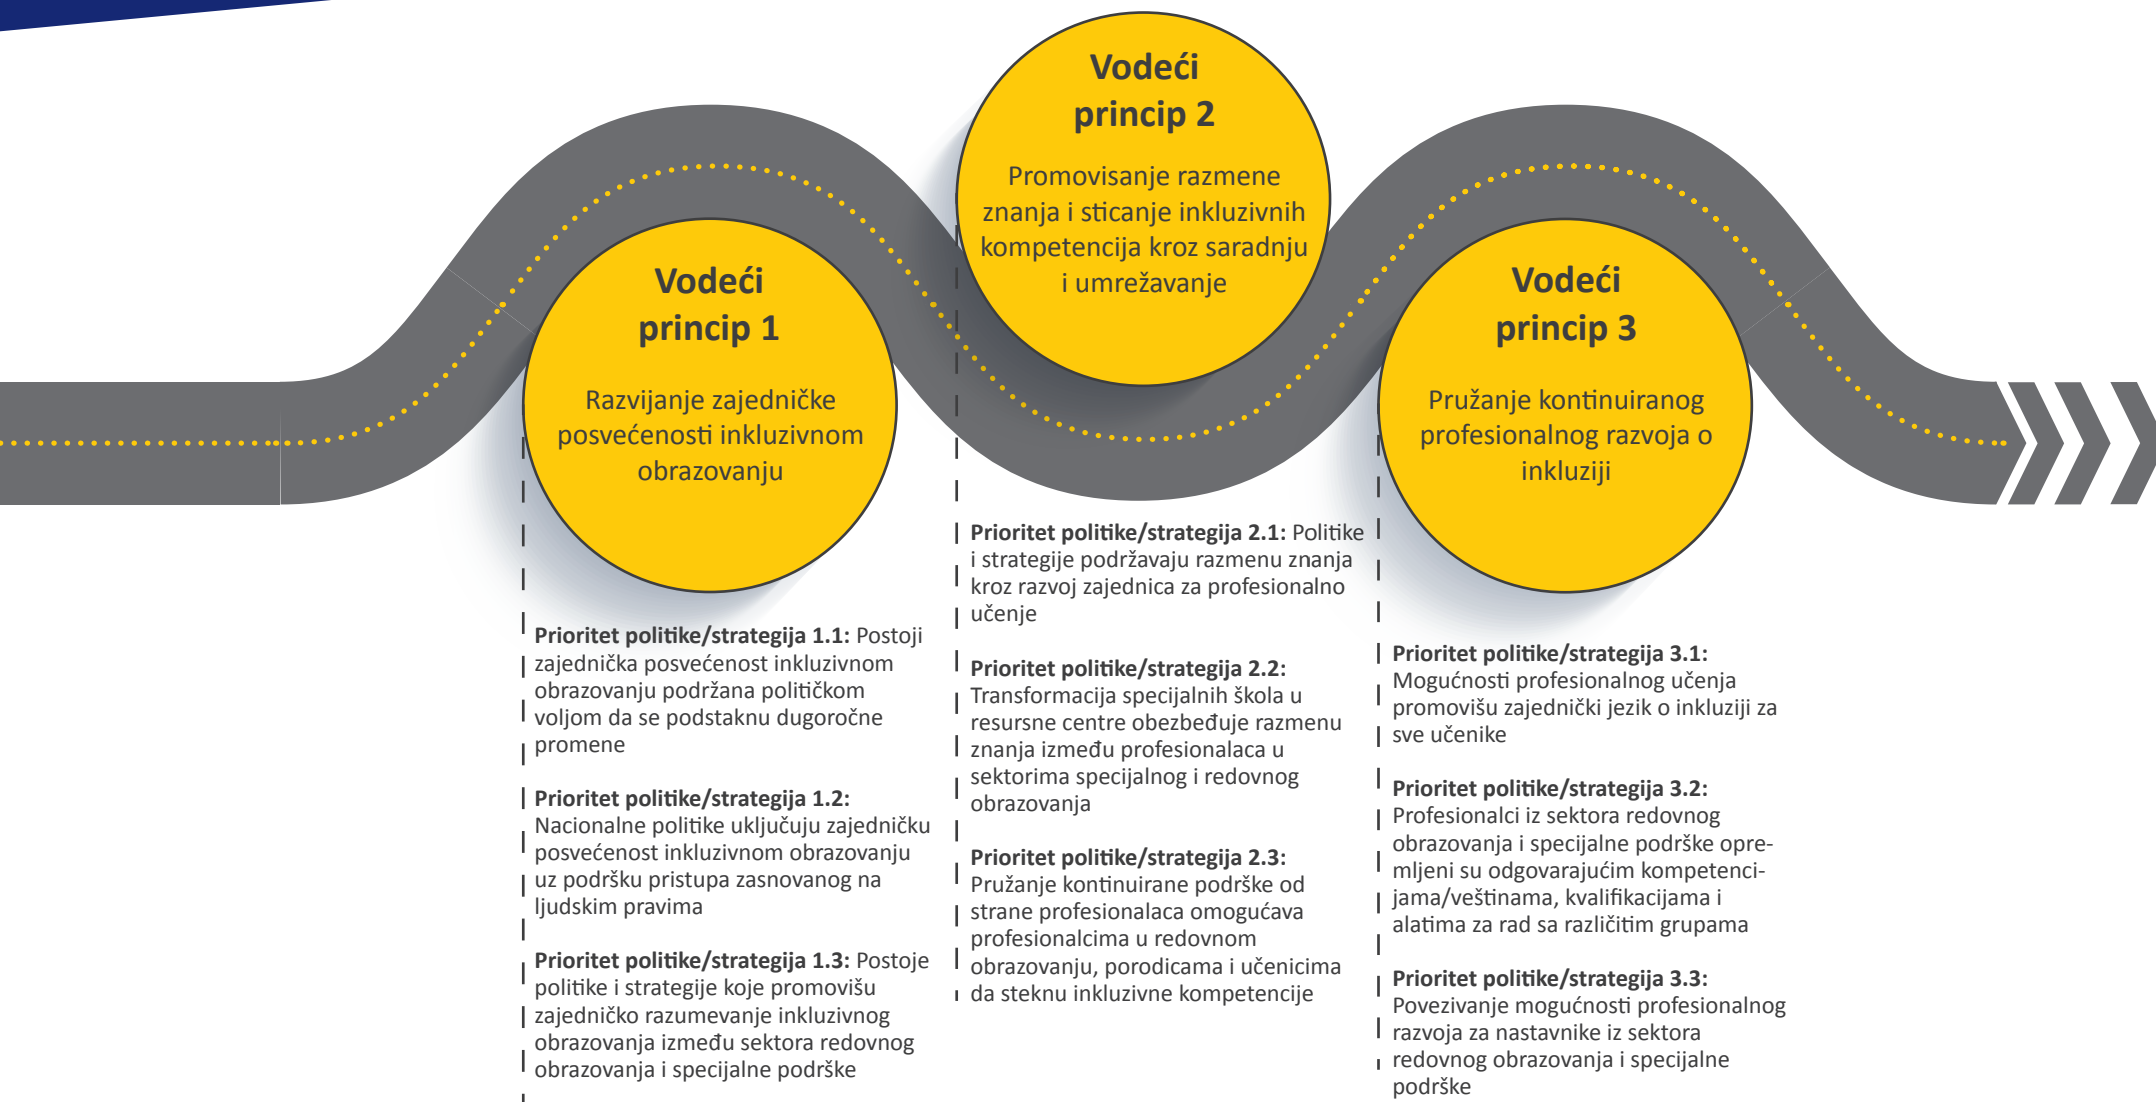 Vodeći
princip 1
Razvijanje zajedničke
posvećenosti inkluzivnom
obrazovanju
Prioritet politike/strategija 1.1: Postoji
zajednička posvećenost inkluzivnom
obrazovanju podržana političkom
voljom da se podstaknu dugoročne
promene
Prioritet politike/strategija 1.2:
Nacionalne politike uključuju zajedničku
posvećenost inkluzivnom obrazovanju
uz podršku pristupa zasnovanog na
ljudskim pravima
Prioritet politike/strategija 1.3: Postoje
politike i strategije koje promovišu
zajedničko razumevanje inkluzivnog
obrazovanja između sektora redovnog
obrazovanja i specijalne podrške
Vodeći
princip 2
Promovisanje razmene
znanja i sticanje inkluzivnih
kompetencija kroz saradnju
i umrežavanje
Prioritet politike/strategija 2.1: Politike
i strategije podržavaju razmenu znanja
kroz razvoj zajednica za profesionalno
učenje
Prioritet politike/strategija 2.2:
Transformacija specijalnih škola u
resursne centre obezbeđuje razmenu
znanja između profesionalaca u
sektorima specijalnog i redovnog
obrazovanja
Prioritet politike/strategija 2.3:
Pružanje kontinuirane podrške od
strane profesionalaca omogućava
profesionalcima u redovnom
obrazovanju, porodicama i učenicima
da steknu inkluzivne kompetencije
Vodeći
princip 3
Pružanje kontinuiranog
profesionalnog razvoja o
inkluziji
Prioritet politike/strategija 3.1:
Mogućnosti profesionalnog učenja
promovišu zajednički jezik o inkluziji za
sve učenike
Prioritet politike/strategija 3.2:
Profesionalci iz sektora redovnog
obrazovanja i specijalne podrške opre-
mljeni su odgovarajućim kompetenci-
jama/veštinama, kvalifikacijama i
alatima za rad sa različitim grupama
Prioritet politike/strategija 3.3:
Povezivanje mogućnosti profesionalnog
razvoja za nastavnike iz sektora
redovnog obrazovanja i specijalne
podrške